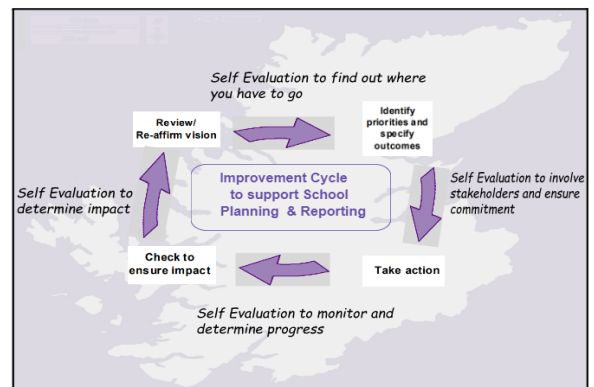 Self Evaluation to find out where
you have to go
Review/
Re-affirm vision
Identify
priorities and
specify
outcomes
Improvement Cycle
to support School
Planning & Reporting
Self Evaluation to
determine impact
Self Evaluation to involve
stakeholders and ensure
commitment
Check to
ensure impact
Take action
Self Evaluation to monitor and
determine progress